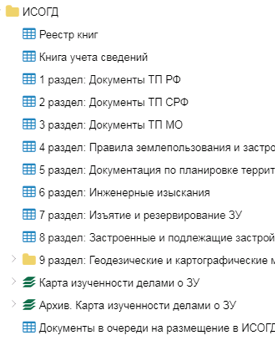 ИСОГД
Реестр книг
Книга учета сведений
1 раздел: Документы ТП РФ
2 раздел: Документы ТП СРФ
3 раздел: Документы ТП МО
4 раздел: Правила землепользования и застро
5 раздел: Документация по планировке террит
6 раздел: Инженерные изыскания
7 раздел: Изъятие и резервирование ЗУ
8 раздел: Застроенные и подлежащие застрой
9 раздел: Геодезические и картографические м
Карта изученности делами о ЗУ
Архив. Карта изученности делами о ЗУ
Документы в очереди на размещение в ИСОГД